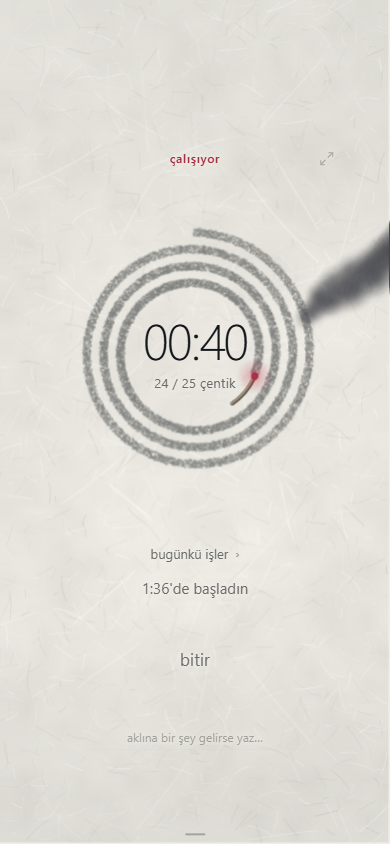 çalışıyor
00:40
24 / 25 çentik
bugünkü işler ›
1:36'de başladın
bitir
aklına bir şey gelirse yaz...